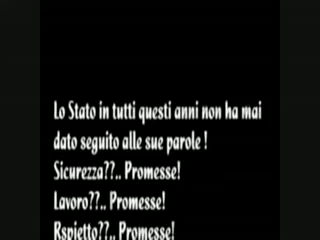 Lo Stato in tutti questi anni non ha mai
dato seguito alle sue parole !
Sicurezza??.. Promesse!
Lavoro??.. Promesse!
Rspietto??.. Promesse!